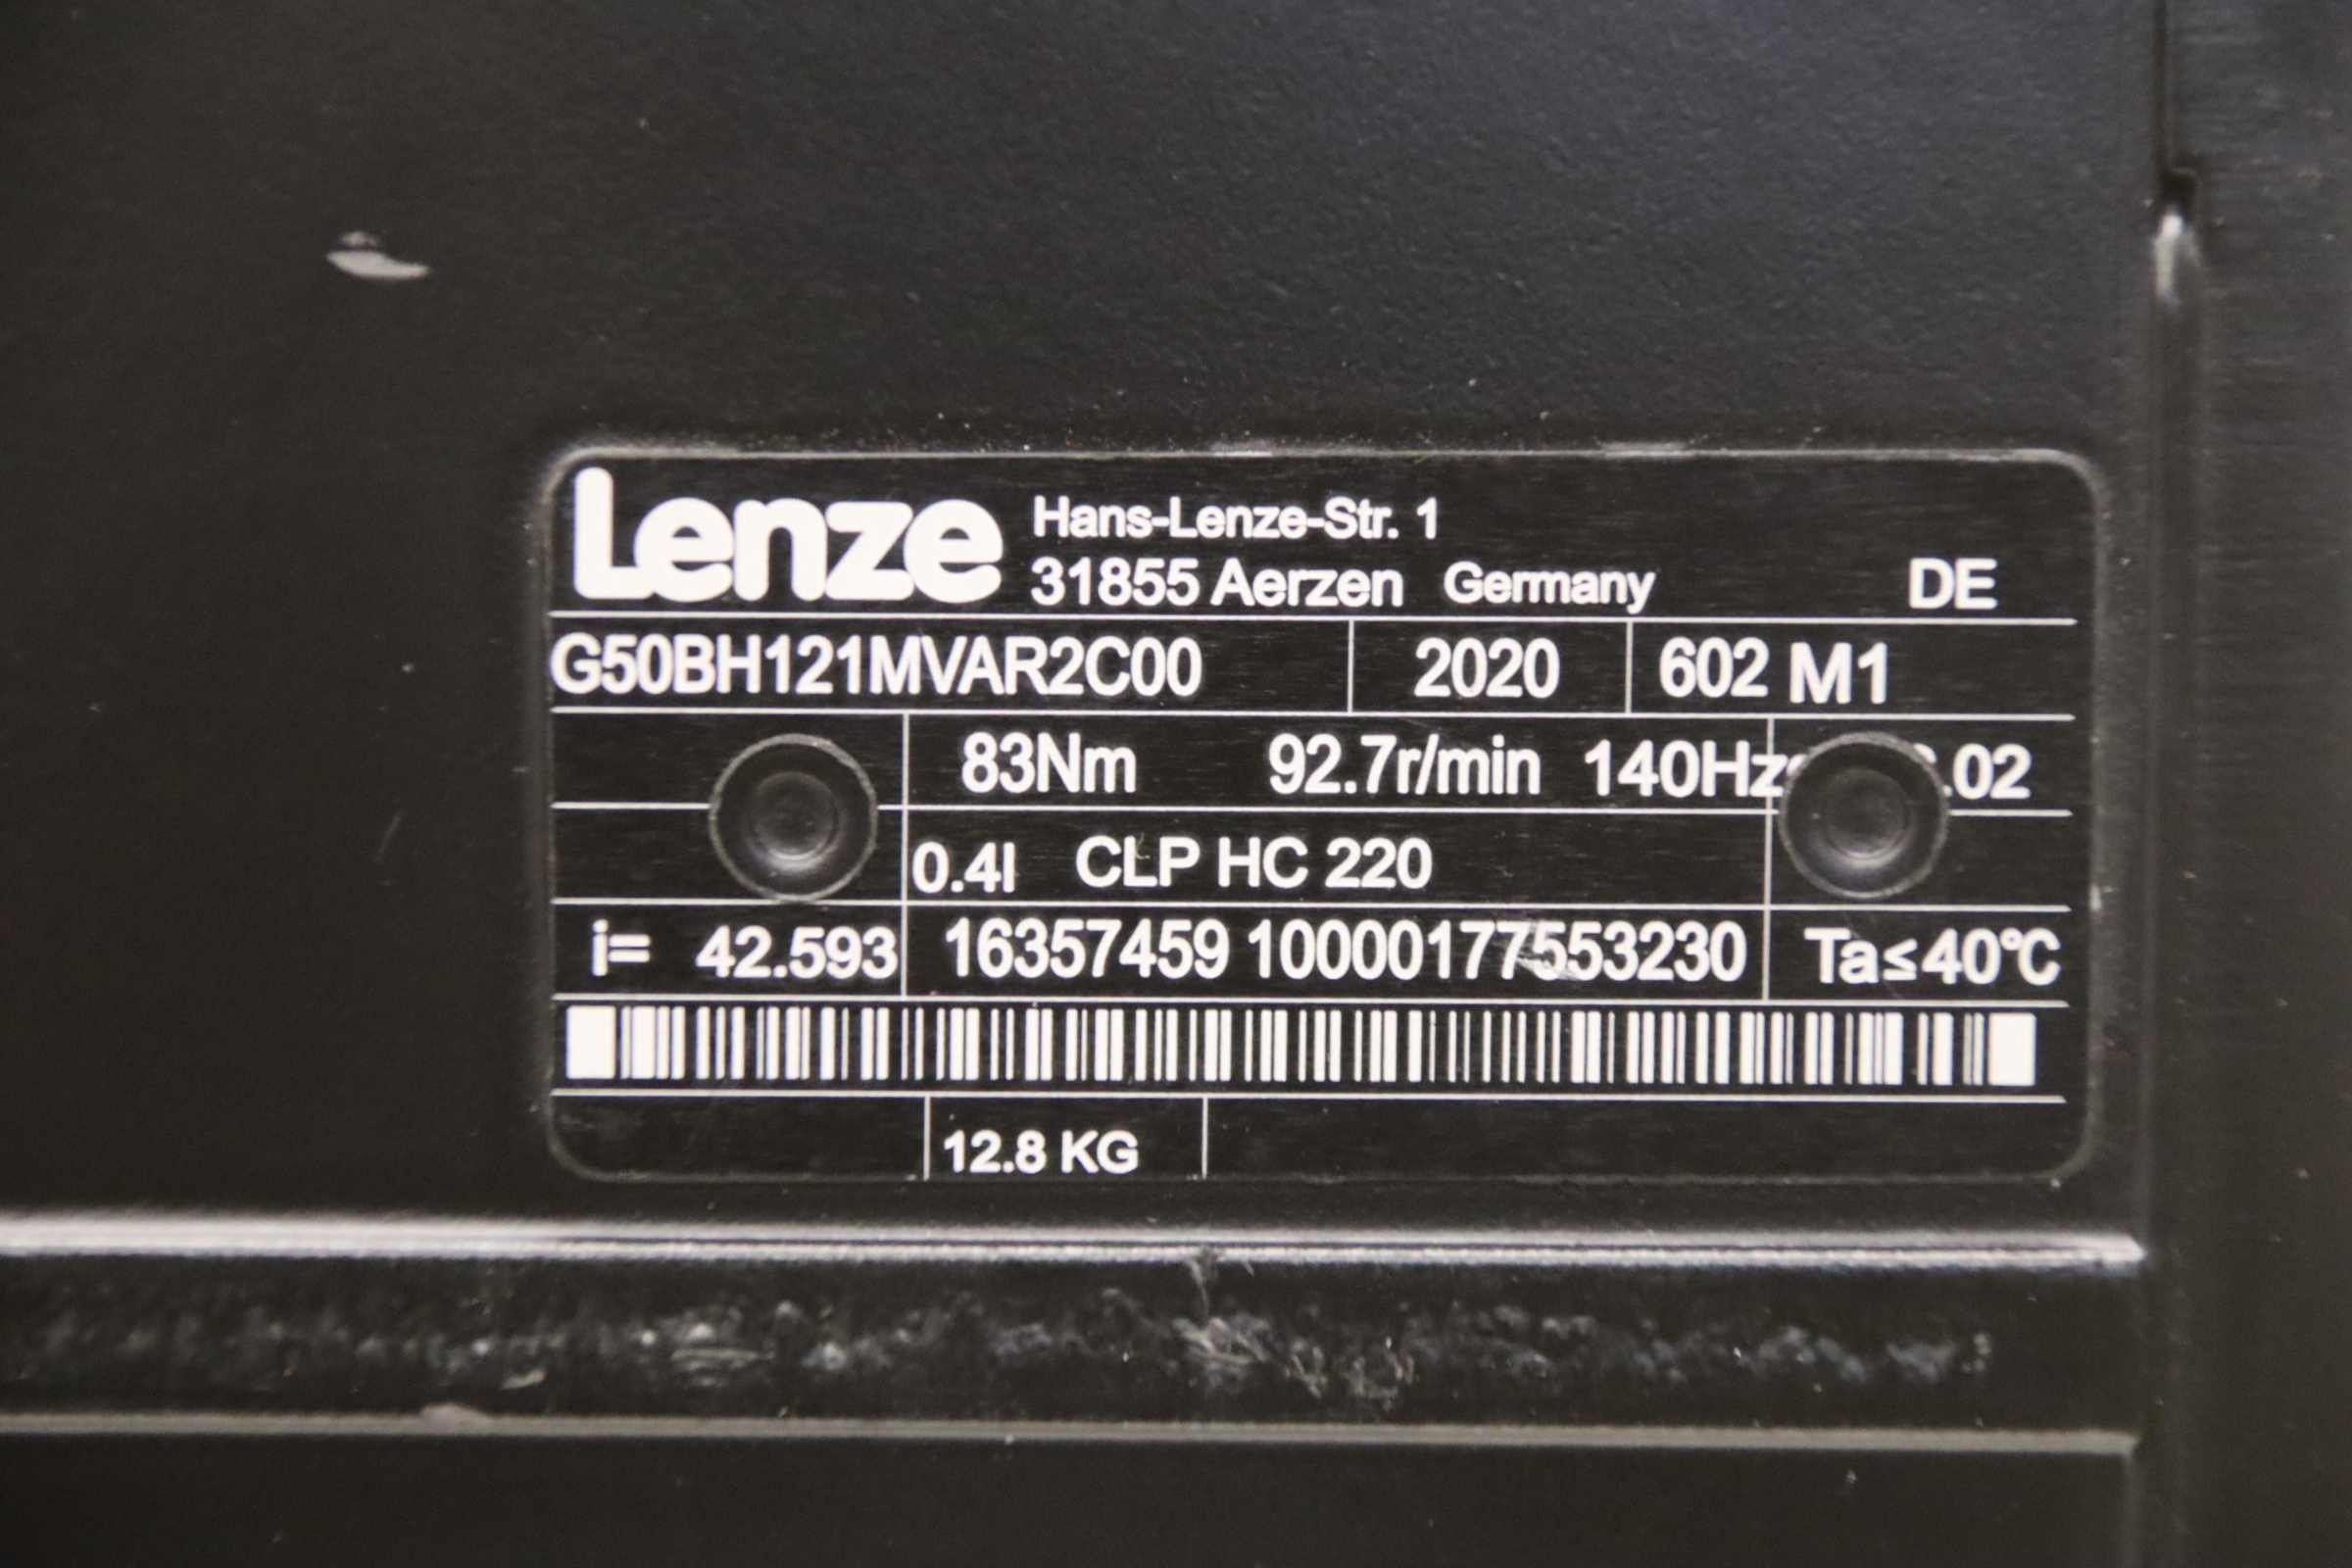 Lenze Hans-Lenze-Str. 1
31855 Aerzen Germany DE
G50BH121MVAR2C00 2020 602 M1
83Nm 92.7r/min 140Hz .02
0.4l CLP HC 220
i= 42.593 16357459 10000177553230 Ta≤40°C
12.8 KG